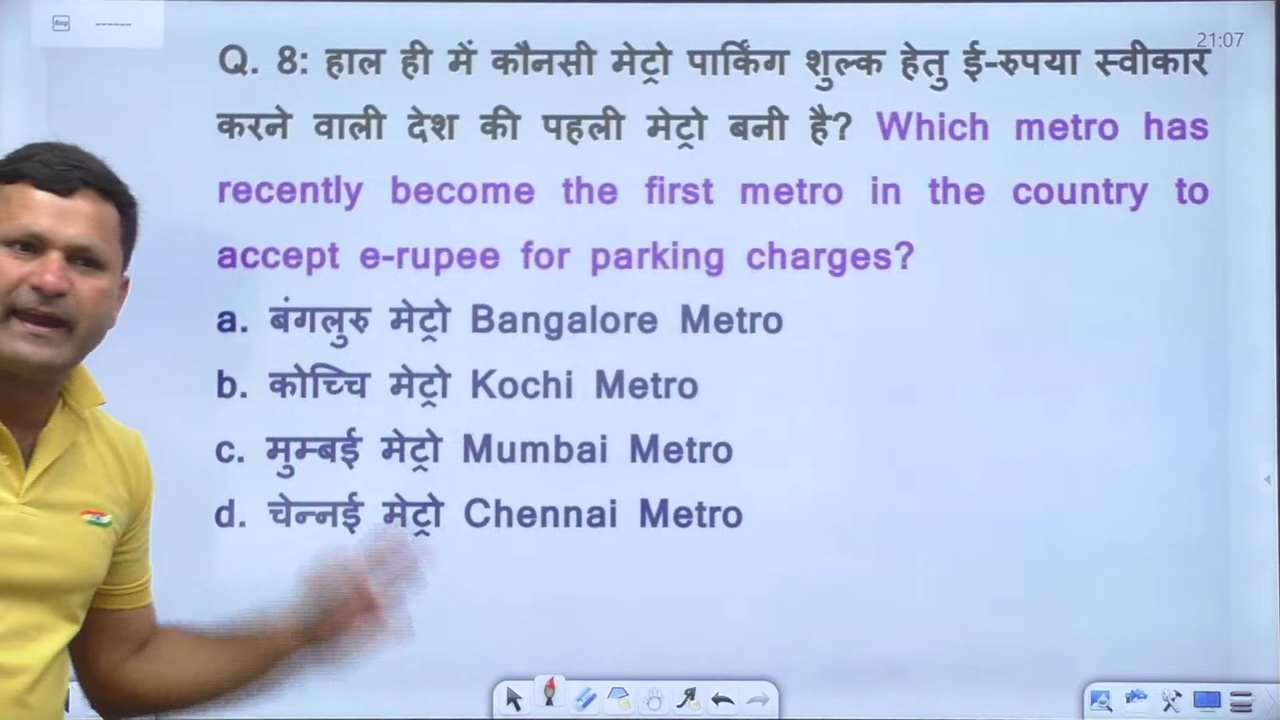 21:07
Q. 8: हाल ही में कौनसी मेट्रो पार्किंग शुल्क हेतु ई-रुपया स्वीकार
करने वाली देश की पहली मेट्रो बनी है? Which metro has
recently become the first metro in the country to
accept e-rupee for parking charges?
a. बंगलुरु मेट्रो Bangalore Metro
b. कोच्चि मेट्रो Kochi Metro
c. मुम्बई मेट्रो Mumbai Metro
d. चेन्नई मेट्रो Chennai Metro